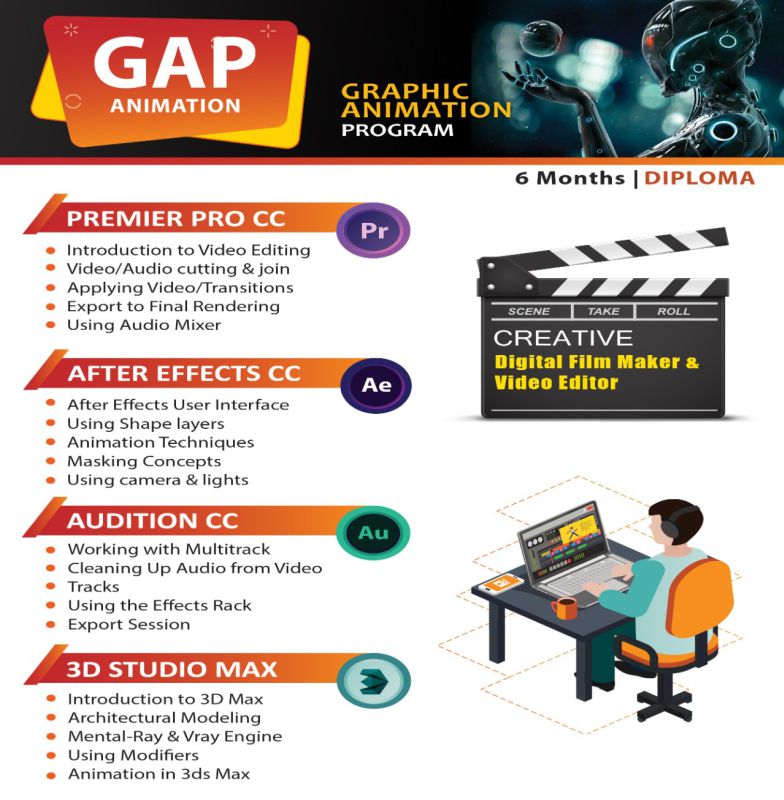 GAP
ANIMATION
GRAPHIC
ANIMATION
PROGRAM
6 Months | DIPLOMA
PREMIER PRO CC
Pr
Introduction to Video Editing
Video/Audio cutting & join
Applying Video/Transitions
Export to Final Rendering
Using Audio Mixer
SCENE TAKE ROLL
CREATIVE
Digital Film Maker &
Video Editor
AFTER EFFECTS CC
Ae
After Effects User Interface
Using Shape layers
Animation Techniques
Masking Concepts
Using camera & lights
AUDITION CC
Au
Working with Multitrack
Cleaning Up Audio from Video
Tracks
Using the Effects Rack
Export Session
3D STUDIO MAX
Introduction to 3D Max
Architectural Modeling
Mental-Ray & Vray Engine
Using Modifiers
Animation in 3ds Max